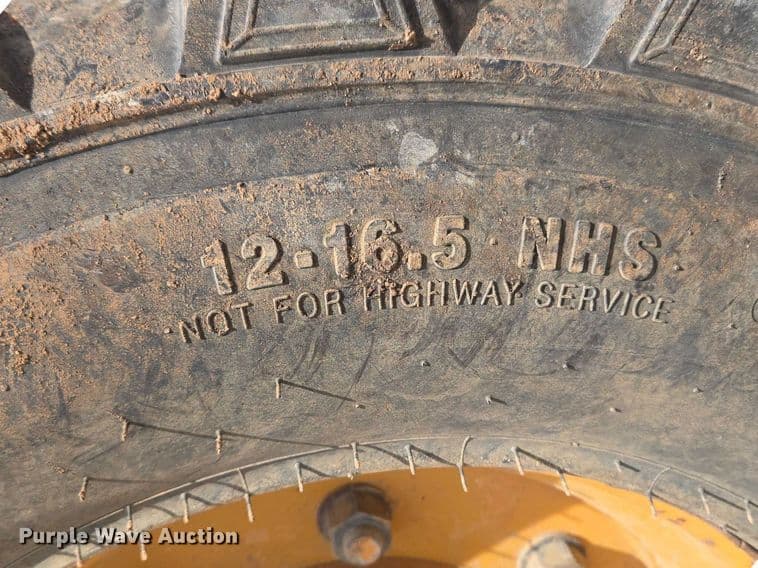 12-16.5 NHS
NOT FOR HIGHWAY SERVICE
Purple Wave Auction